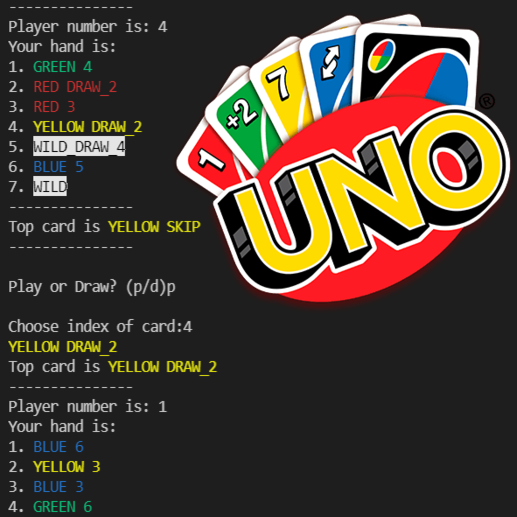 ---------------
Player number is: 4
Your hand is:
1. GREEN 4
2. RED DRAW_2
3. RED 3
4. YELLOW DRAW_2
5. WILD DRAW_4
6. BLUE 5
7. WILD
---------------
Top card is YELLOW SKIP
---------------
Play or Draw? (p/d)p
Choose index of card:4
YELLOW DRAW_2
Top card is YELLOW DRAW_2
---------------
Player number is: 1
Your hand is:
1. BLUE 6
2. YELLOW 3
3. BLUE 3
4. GREEN 6
1
+2
7
UNO
®